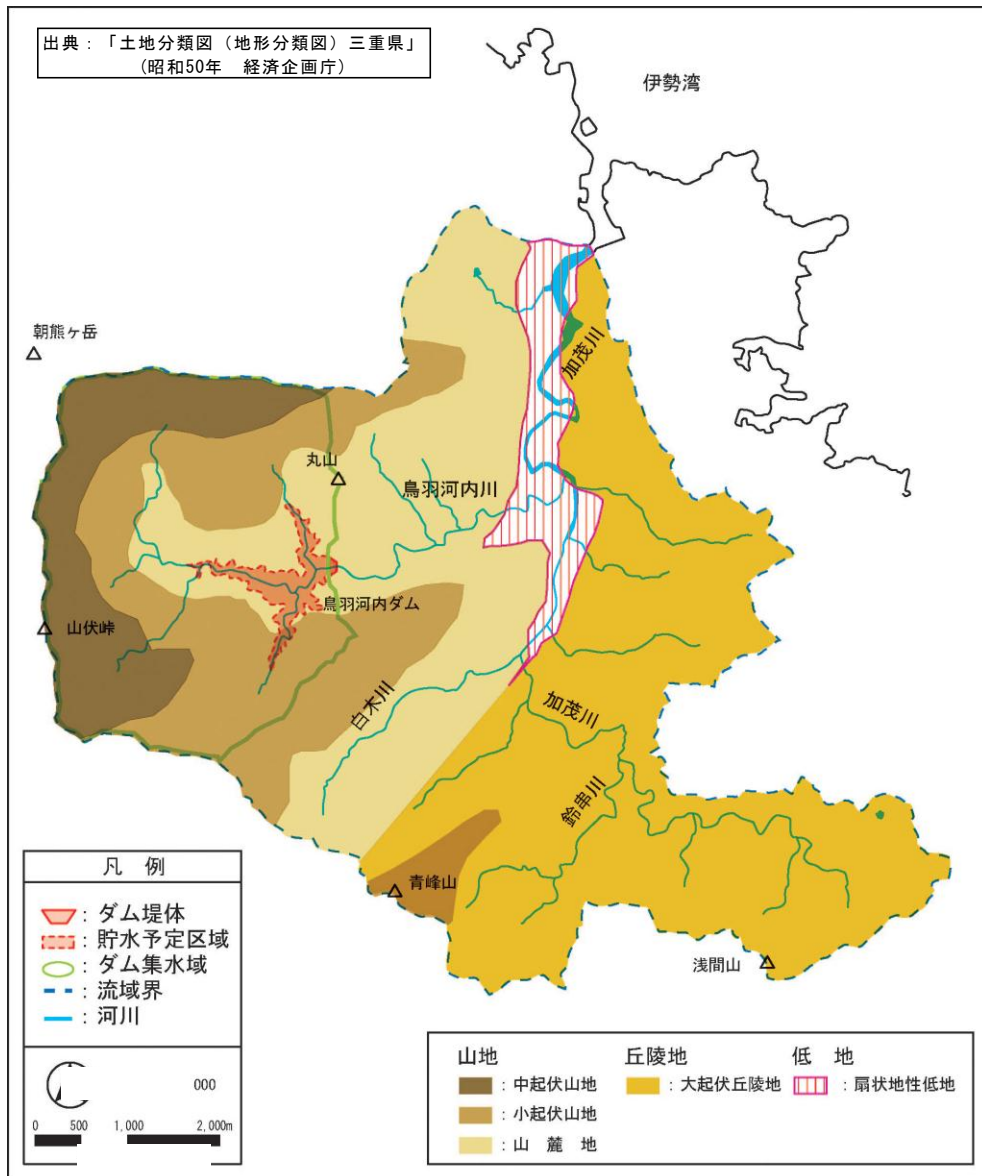 出典：「土地分類図（地形分類図）三重県」
(昭和50年　経済企画庁)
伊勢湾
朝熊ヶ岳
加茂川
丸山
鳥羽河内川
鳥羽河内ダム
山伏峠
白木川
加茂川
鈴串川
青峰山
浅間山
凡　例
：ダム堤体
：貯水予定区域
：ダム集水域
：流域界
：河川
000
0 500 1,000 2,000m
山地
：中起伏山地
：小起伏山地
：山　麓　地
丘陵地
：大起伏丘陵地
低　地
：扇状地性低地